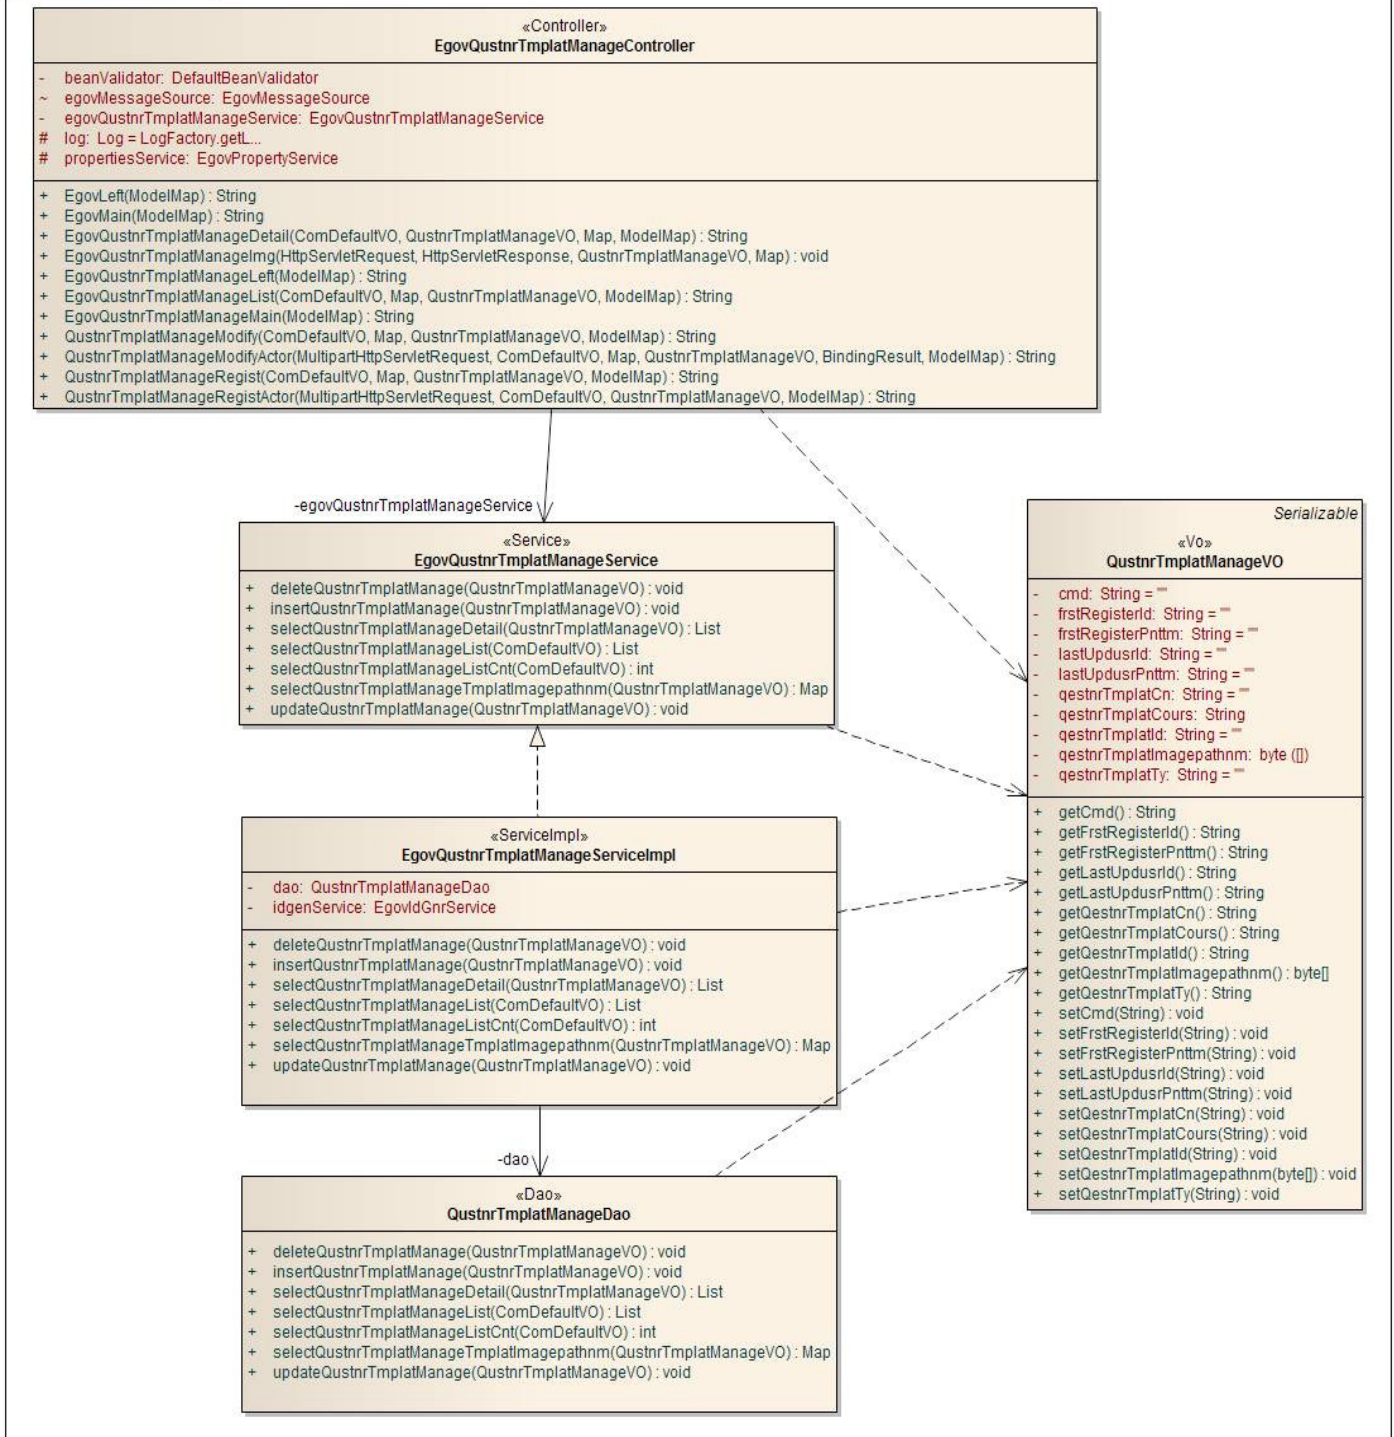 «Controller»
EgovQustnrTmplatManageController
- beanValidator: DefaultBeanValidator
~ egovMessageSource: EgovMessageSource
- egovQustnrTmplatManageService: EgovQustnrTmplatManageService
# log: Log = LogFactory.getL...
# propertiesService: EgovPropertyService
+ EgovLeft(ModelMap) : String
+ EgovMain(ModelMap) : String
+ EgovQustnrTmplatManageDetail(ComDefaultVO, QustnrTmplatManageVO, Map, ModelMap) : String
+ EgovQustnrTmplatManageImg(HttpServletRequest, HttpServletResponse, QustnrTmplatManageVO, Map) : void
+ EgovQustnrTmplatManageLeft(ModelMap) : String
+ EgovQustnrTmplatManageList(ComDefaultVO, Map, QustnrTmplatManageVO, ModelMap) : String
+ EgovQustnrTmplatManageMain(ModelMap) : String
+ QustnrTmplatManageModify(ComDefaultVO, Map, QustnrTmplatManageVO, ModelMap) : String
+ QustnrTmplatManageModifyActor(MultipartHttpServletRequest, ComDefaultVO, Map, QustnrTmplatManageVO, BindingResult, ModelMap) : String
+ QustnrTmplatManageRegist(ComDefaultVO, Map, QustnrTmplatManageVO, ModelMap) : String
+ QustnrTmplatManageRegistActor(MultipartHttpServletRequest, ComDefaultVO, QustnrTmplatManageVO, ModelMap) : String
-egovQustnrTmplatManageService
«Service»
EgovQustnrTmplatManageService
+ deleteQustnrTmplatManage(QustnrTmplatManageVO) : void
+ insertQustnrTmplatManage(QustnrTmplatManageVO) : void
+ selectQustnrTmplatManageDetail(QustnrTmplatManageVO) : List
+ selectQustnrTmplatManageList(ComDefaultVO) : List
+ selectQustnrTmplatManageListCnt(ComDefaultVO) : int
+ selectQustnrTmplatManageTmplatImagepathnm(QustnrTmplatManageVO) : Map
+ updateQustnrTmplatManage(QustnrTmplatManageVO) : void
«ServiceImpl»
EgovQustnrTmplatManageServiceImpl
- dao: QustnrTmplatManageDao
- idgenService: EgovIdGnrService
+ deleteQustnrTmplatManage(QustnrTmplatManageVO) : void
+ insertQustnrTmplatManage(QustnrTmplatManageVO) : void
+ selectQustnrTmplatManageDetail(QustnrTmplatManageVO) : List
+ selectQustnrTmplatManageList(ComDefaultVO) : List
+ selectQustnrTmplatManageListCnt(ComDefaultVO) : int
+ selectQustnrTmplatManageTmplatImagepathnm(QustnrTmplatManageVO) : Map
+ updateQustnrTmplatManage(QustnrTmplatManageVO) : void
-dao
«Dao»
QustnrTmplatManageDao
+ deleteQustnrTmplatManage(QustnrTmplatManageVO) : void
+ insertQustnrTmplatManage(QustnrTmplatManageVO) : void
+ selectQustnrTmplatManageDetail(QustnrTmplatManageVO) : List
+ selectQustnrTmplatManageList(ComDefaultVO) : List
+ selectQustnrTmplatManageListCnt(ComDefaultVO) : int
+ selectQustnrTmplatManageTmplatImagepathnm(QustnrTmplatManageVO) : Map
+ updateQustnrTmplatManage(QustnrTmplatManageVO) : void
Serializable
«Vo»
QustnrTmplatManageVO
- cmd: String = ""
- frstRegisterId: String = ""
- frstRegisterPnttm: String = ""
- lastUpdusrId: String = ""
- lastUpdusrPnttm: String = ""
- qestnrTmplatCn: String = ""
- qestnrTmplatCours: String
- qestnrTmplatId: String = ""
- qestnrTmplatImagepathnm: byte ([])
- qestnrTmplatTy: String = ""
+ getCmd() : String
+ getFrstRegisterId() : String
+ getFrstRegisterPnttm() : String
+ getLastUpdusrId() : String
+ getLastUpdusrPnttm() : String
+ getQestnrTmplatCn() : String
+ getQestnrTmplatCours() : String
+ getQestnrTmplatId() : String
+ getQestnrTmplatImagepathnm() : byte[]
+ getQestnrTmplatTy() : String
+ setCmd(String) : void
+ setFrstRegisterId(String) : void
+ setFrstRegisterPnttm(String) : void
+ setLastUpdusrId(String) : void
+ setLastUpdusrPnttm(String) : void
+ setQestnrTmplatCn(String) : void
+ setQestnrTmplatCours(String) : void
+ setQestnrTmplatId(String) : void
+ setQestnrTmplatImagepathnm(byte[]) : void
+ setQestnrTmplatTy(String) : void